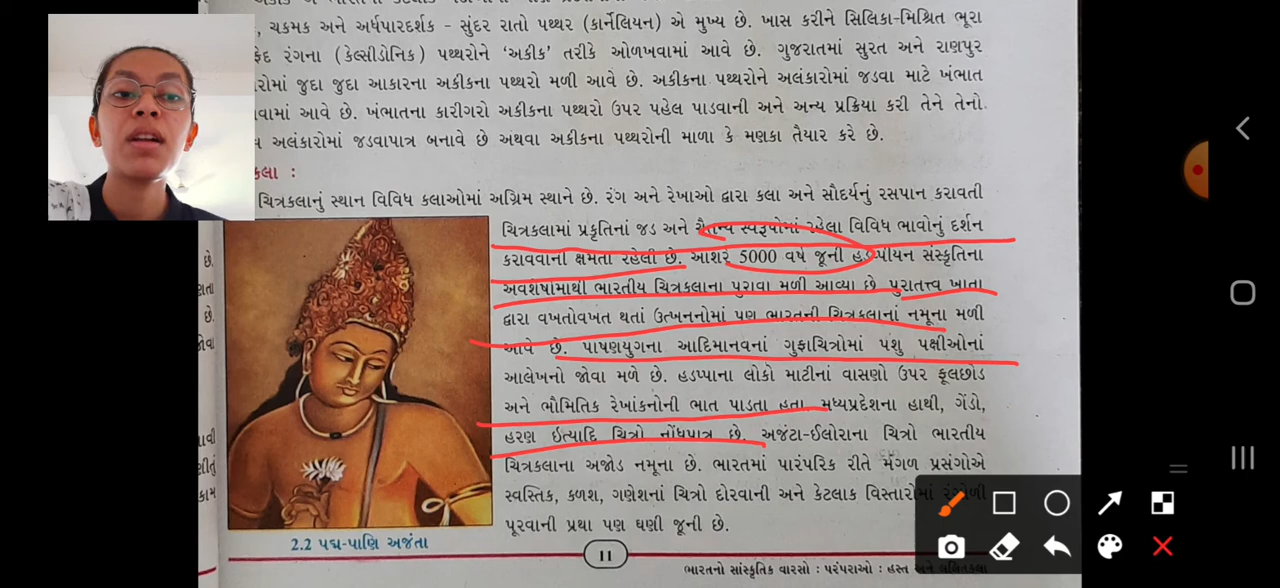 , ચકમક અને અર્ધપારદર્શક - સુંદર રાતો પથ્થર (કાર્નેલિયન) એ મુખ્ય છે. ખાસ કરીને સિલિકા-મિશ્રિત ભૂરા
રંગના (કેલ્સીડોનિક) પથ્થરોને ‘અકીક’ તરીકે ઓળખવામાં આવે છે. ગુજરાતમાં સુરત અને રાણપુર
જુદા જુદા આકારના અકીકના પથ્થરો મળી આવે છે. અકીકના પથ્થરોને અલંકારોમાં જડવા માટે ખંભાત
આવે છે. ખંભાતના કારીગરો અકીકના પથ્થરો ઉપર પહેલ પાડવાની અને અન્ય પ્રક્રિયા કરી તેને તેનો
અલંકારોમાં જડવાપાત્ર બનાવે છે અથવા અકીકના પથ્થરોની માળા કે મણકા તૈયાર કરે છે.
કલા :
ચિત્રકલાનું સ્થાન વિવિધ કલાઓમાં અગ્રિમ સ્થાને છે. રંગ અને રેખાઓ દ્વારા કલા અને સૌદર્યનું રસપાન કરાવતી
ચિત્રકલામાં પ્રકૃતિનાં જડ અને ચૈતન્ય સ્વરૂપોમાં રહેલા વિવિધ ભાવોનું દર્શન
કરાવવાની ક્ષમતા રહેલી છે. આશરે 5000 વર્ષ જૂની હડપ્પીયન સંસ્કૃતિના
અવશેષોમાંથી ભારતીય ચિત્રકલાના પુરાવા મળી આવ્યા છે પુરાતત્ત્વ ખાતા
દ્વારા વખતોવખત થતાં ઉત્ખનનોમાં પણ ભારતની ચિત્રકલાનાં નમૂના મળી
આવે છે. પાષણયુગના આદિમાનવનાં ગુફાચિત્રોમાં પશુ પક્ષીઓનાં
આલેખનો જોવા મળે છે. હડપ્પાના લોકો માટીનાં વાસણો ઉપર ફૂલછોડ
અને ભૌમિતિક રેખાંકનોની ભાત પાડતા હતા. મધ્યપ્રદેશના હાથી, ગેંડો,
હરણ ઇત્યાદિ ચિત્રો નોંધપાત્ર છે. અજંટા-ઈલોરાના ચિત્રો ભારતીય
ચિત્રકલાના અજોડ નમૂના છે. ભારતમાં પારંપરિક રીતે મંગળ પ્રસંગોએ
સ્વસ્તિક, કળશ, ગણેશનાં ચિત્રો દોરવાની અને કેટલાક વિસ્તારોમાં રંગોળી
પૂરવાની પ્રથા પણ ઘણી જૂની છે.
2.2 પદ્મ-પાણિ અજંતા
11
ભારતનો સાંસ્કૃતિક વારસો : પરંપરાઓ : હસ્ત અને લલિતકલા